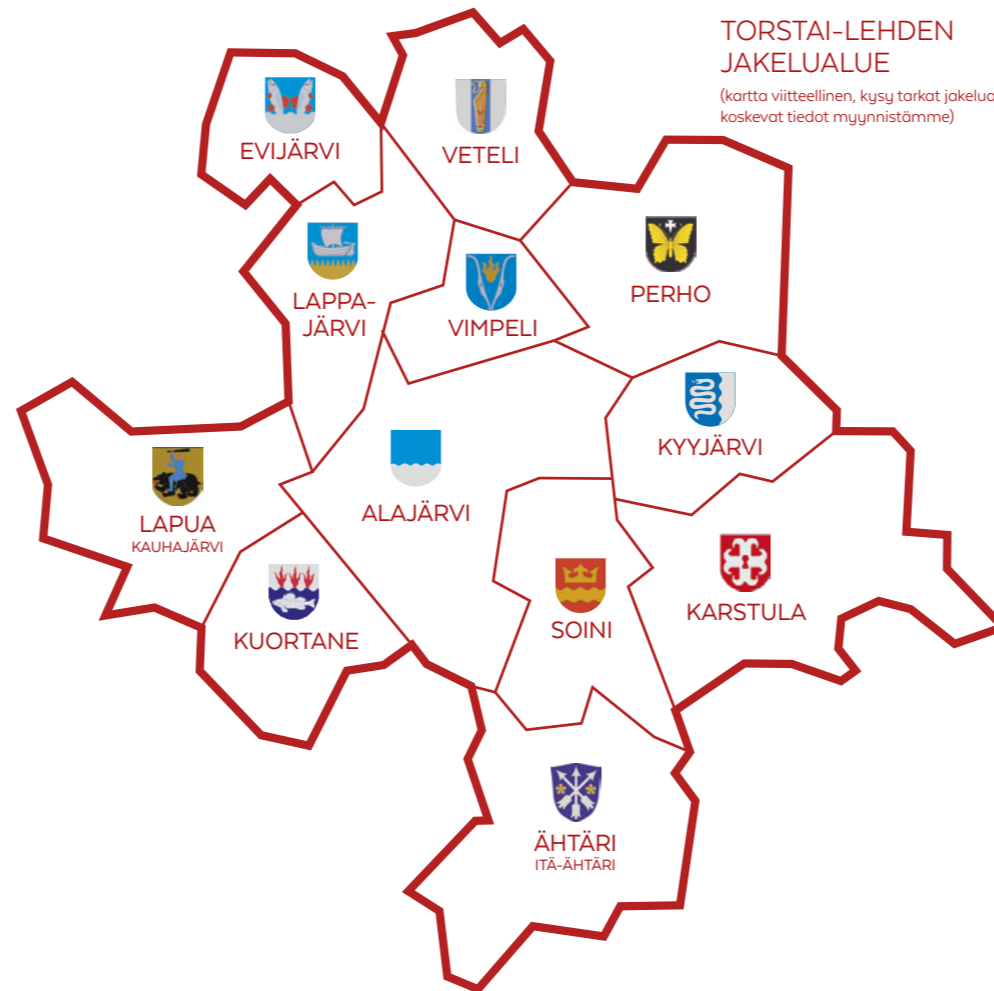 TORSTAI-LEHDEN
JAKELUALUE
(kartta viitteellinen, kysy tarkat
koskevat tiedot myynnistämme)
EVIJÄRVI
VETELI
LAPPA-
JÄRVI
VIMPELI
PERHO
KYYJÄRVI
ALAJÄRVI
LAPUA
KAUHAJÄRVI
KUORTANE
SOINI
KARSTULA
ÄHTÄRI
ITÄ-ÄHTÄRI